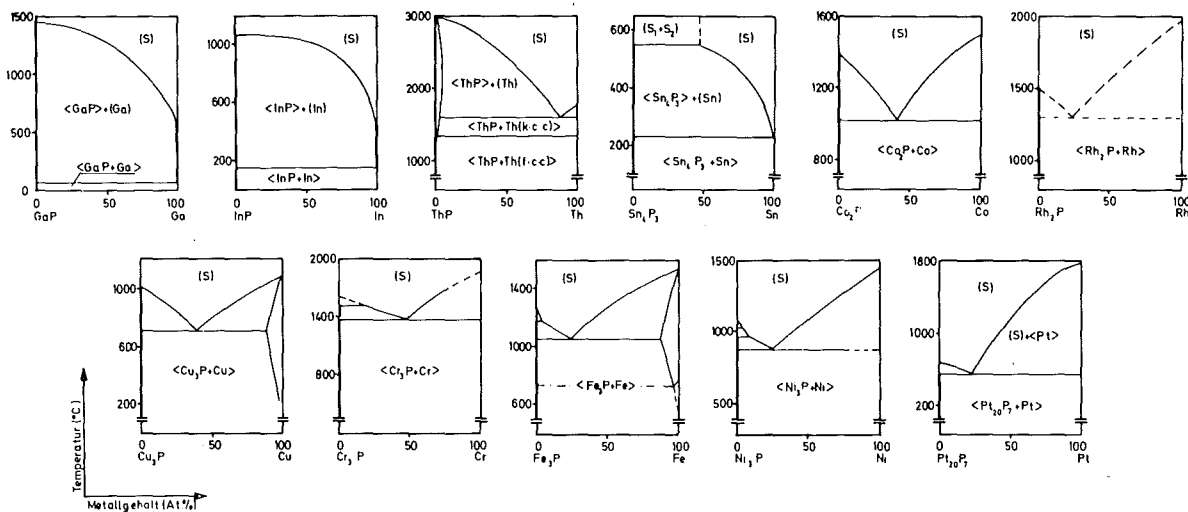 1500
1000
500
0
(S)
<GaP>+(Ga)
<GaP+Ga>
0 50 100
GaP Ga
1000
600
200
(S)
<InP>+(In)
<InP+In>
0 50 100
InP In
3000
2000
1000
(S)
<ThP>+(Th)
<ThP+Th(k·c·c)>
<ThP+Th(f·c·c)>
0 50 100
ThP Th
600
400
200
(S₁+S₂)
(S)
<Sn₄P₃>+(Sn)
<Sn₄P₃+Sn>
0 50 100
Sn₄P₃ Sn
1600
1200
800
(S)
<Co₂P+Co>
0 50 100
Co₂P Co
2000
1500
1000
(S)
<Rh₂P+Rh>
0 50 100
Rh₂P Rh
1000
600
200
(S)
<Cu₃P+Cu>
0 50 100
Cu₃P Cu
2000
1400
800
(S)
<Cr₃P+Cr>
0 50 100
Cr₃P Cr
1400
1000
600
(S)
<Fe₃P+Fe>
0 50 100
Fe₃P Fe
1500
1000
500
(S)
<Ni₃P+Ni>
0 50 100
Ni₃P Ni
1800
1000
200
(S)
(S)+<Pt>
<Pt₂₀P₇+Pt>
0 50 100
Pt₂₀P₇ Pt
Temperatur (°C)
Metallgehalt (At%)